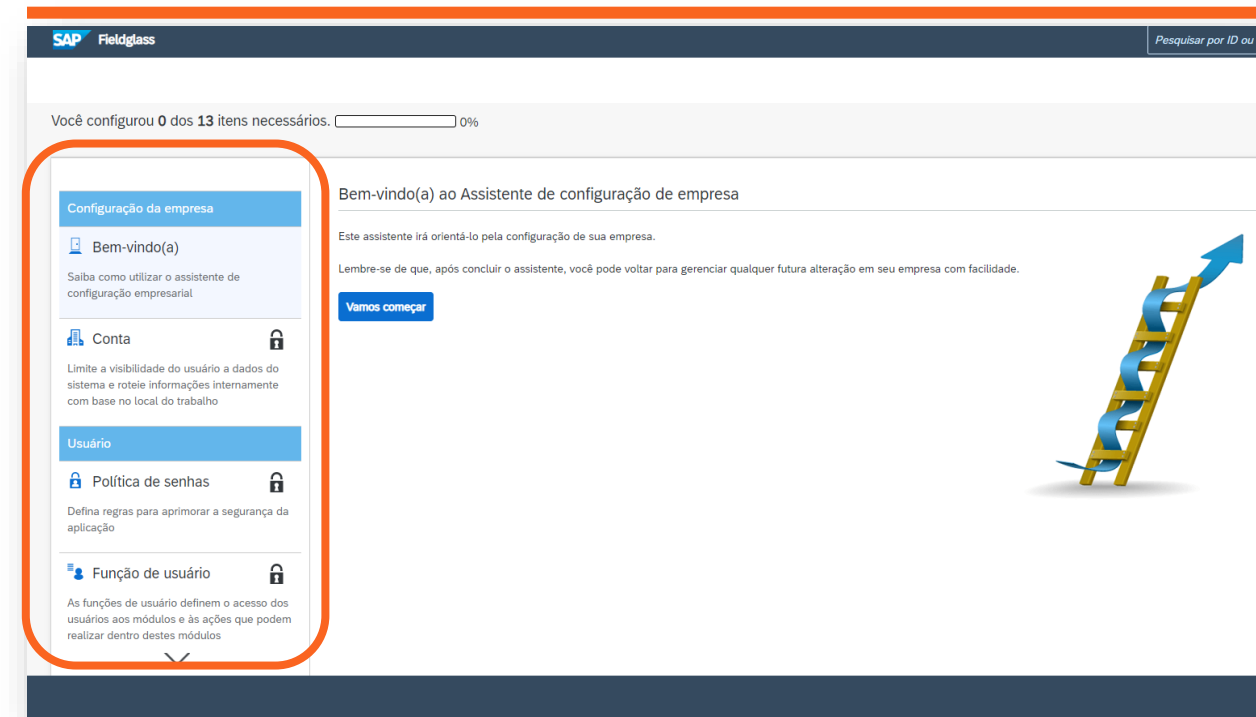 SAP Fieldglass
Pesquisar por ID ou
Você configurou 0 dos 13 itens necessários. 0%
Configuração da empresa
Bem-vindo(a)
Saiba como utilizar o assistente de
configuração empresarial
Conta
Limite a visibilidade do usuário a dados do
sistema e roteie informações internamente
com base no local do trabalho
Usuário
Política de senhas
Defina regras para aprimorar a segurança da
aplicação
Função de usuário
As funções de usuário definem o acesso dos
usuários aos módulos e às ações que podem
realizar dentro destes módulos
Bem-vindo(a) ao Assistente de configuração de empresa
Este assistente irá orientá-lo pela configuração de sua empresa.
Lembre-se de que, após concluir o assistente, você pode voltar para gerenciar qualquer futura alteração em seu empresa com facilidade.
Vamos começar